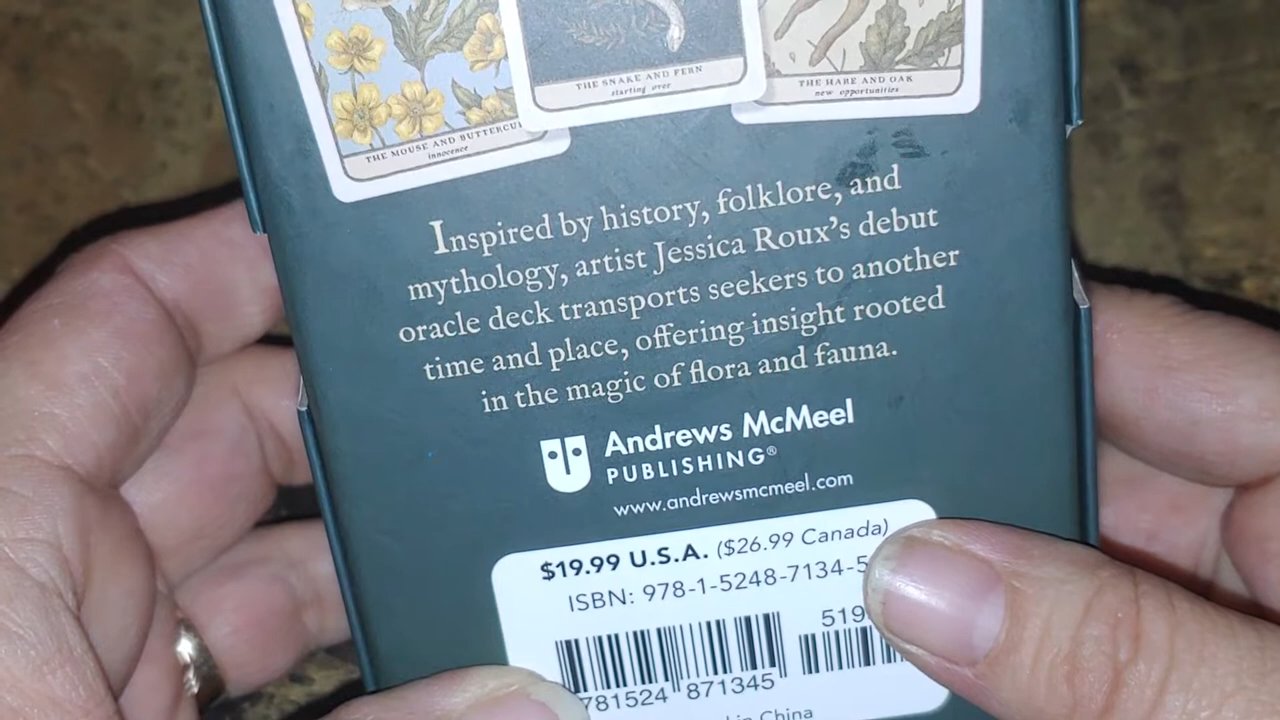 THE MOUSE AND BUTTERCU
innocence
THE SNAKE AND FERN
starting over
THE HARE AND OAK
new opportunities
Inspired by history, folklore, and
mythology, artist Jessica Roux's debut
oracle deck transports seekers to another
time and place, offering insight rooted
in the magic of flora and fauna.
Andrews McMeel
PUBLISHING®
www.andrewsmcmeel.com
$19.99 U.S.A. ($26.99 Canada)
ISBN: 978-1-5248-7134-5
519
781524 871345
in China